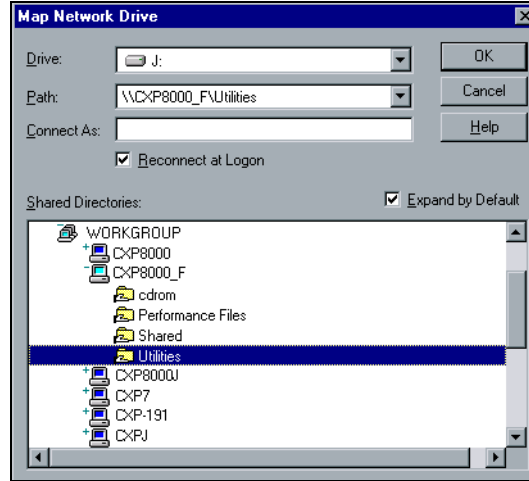 Map Network Drive
Drive: J: OK
Path: \\CXP8000_F\Utilities Cancel
Connect As: Help
Reconnect at Logon
Shared Directories: Expand by Default
WORKGROUP
CXP8000
CXP8000_F
cdrom
Performance Files
Shared
Utilities
CXP8000J
CXP7
CXP-191
CXPJ